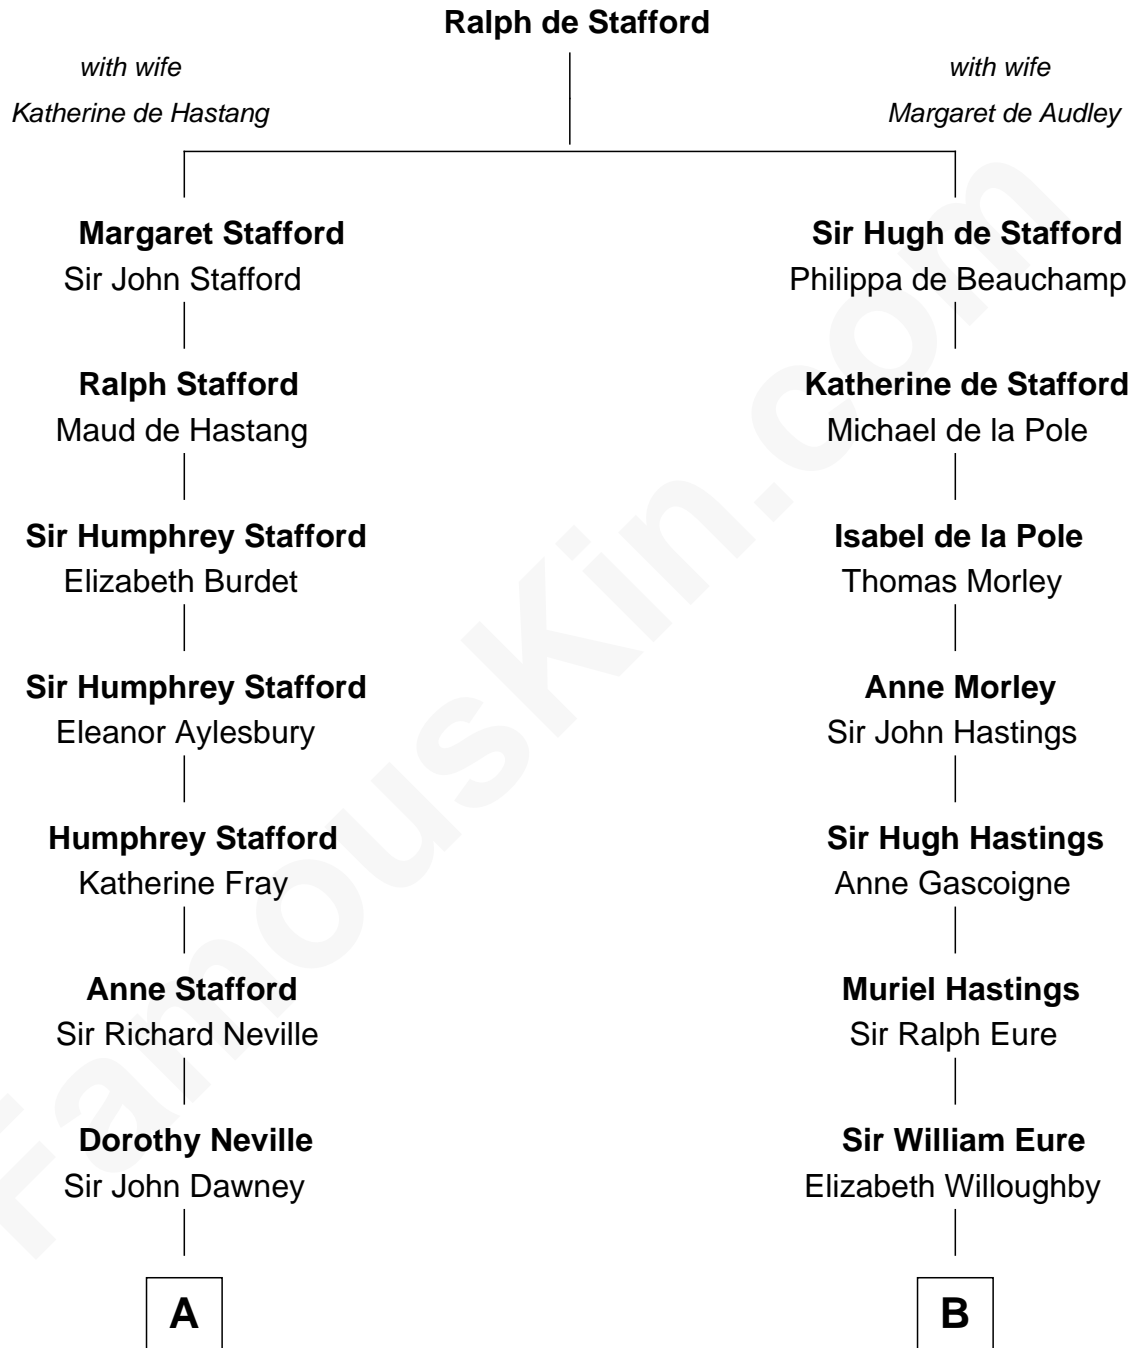 Ralph de Stafford
with wife
Katherine de Hastang
with wife
Margaret de Audley
Margaret Stafford
Sir John Stafford
Sir Hugh de Stafford
Philippa de Beauchamp
Ralph Stafford
Maud de Hastang
Katherine de Stafford
Michael de la Pole
Sir Humphrey Stafford
Elizabeth Burdet
Isabel de la Pole
Thomas Morley
Sir Humphrey Stafford
Eleanor Aylesbury
Anne Morley
Sir John Hastings
Humphrey Stafford
Katherine Fray
Sir Hugh Hastings
Anne Gascoigne
Anne Stafford
Sir Richard Neville
Muriel Hastings
Sir Ralph Eure
Dorothy Neville
Sir John Dawney
Sir William Eure
Elizabeth Willoughby
A
B
FamousKin.com